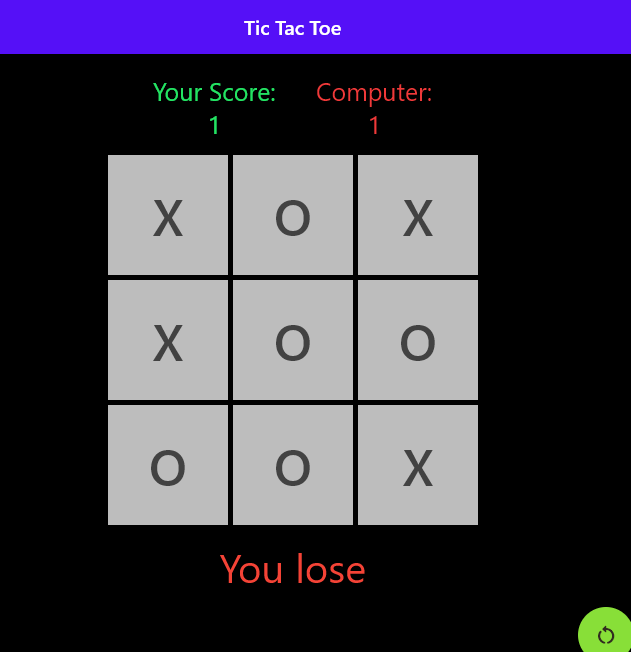 Tic Tac Toe
Your Score: Computer:
1 1
X O X
X O O
O O X
You lose